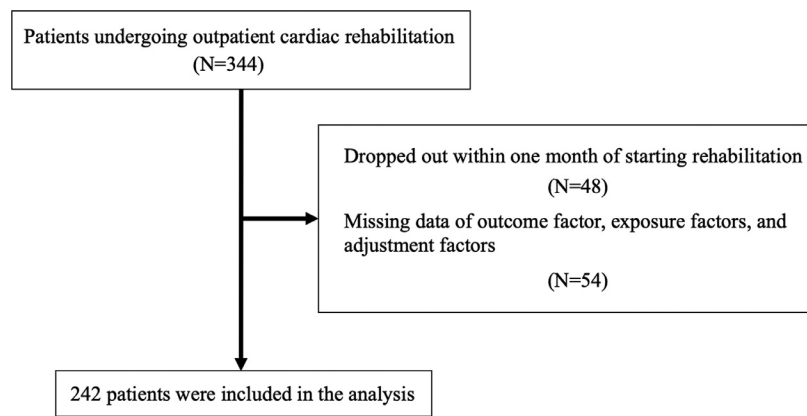 Patients undergoing outpatient cardiac rehabilitation
(N=344)
Dropped out within one month of starting rehabilitation
(N=48)
Missing data of outcome factor, exposure factors, and
adjustment factors
(N=54)
242 patients were included in the analysis